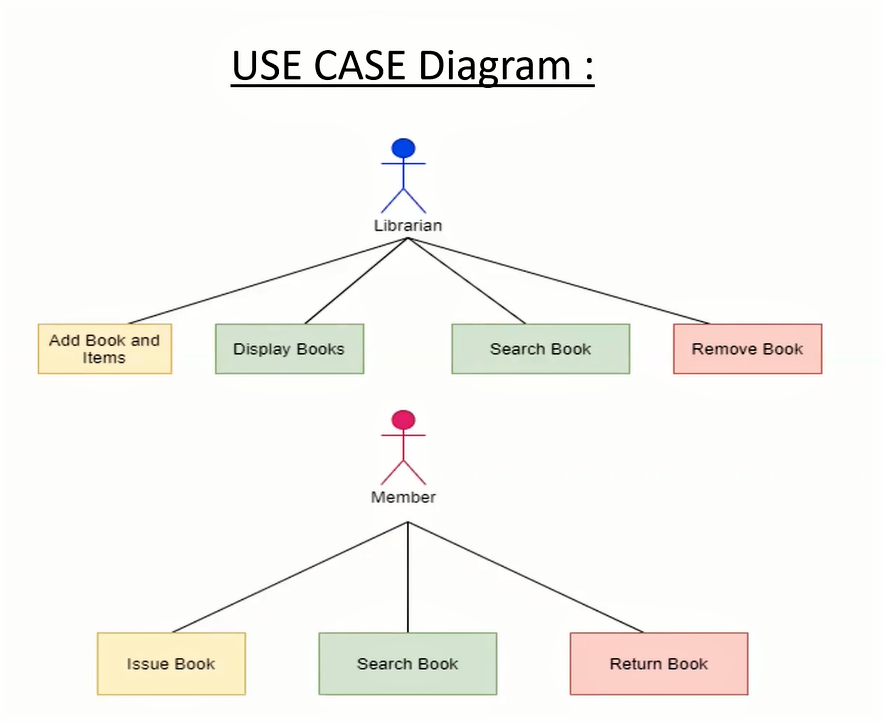 USE CASE Diagram :
Librarian
Add Book and
Items
Display Books
Search Book
Remove Book
Member
Issue Book
Search Book
Return Book